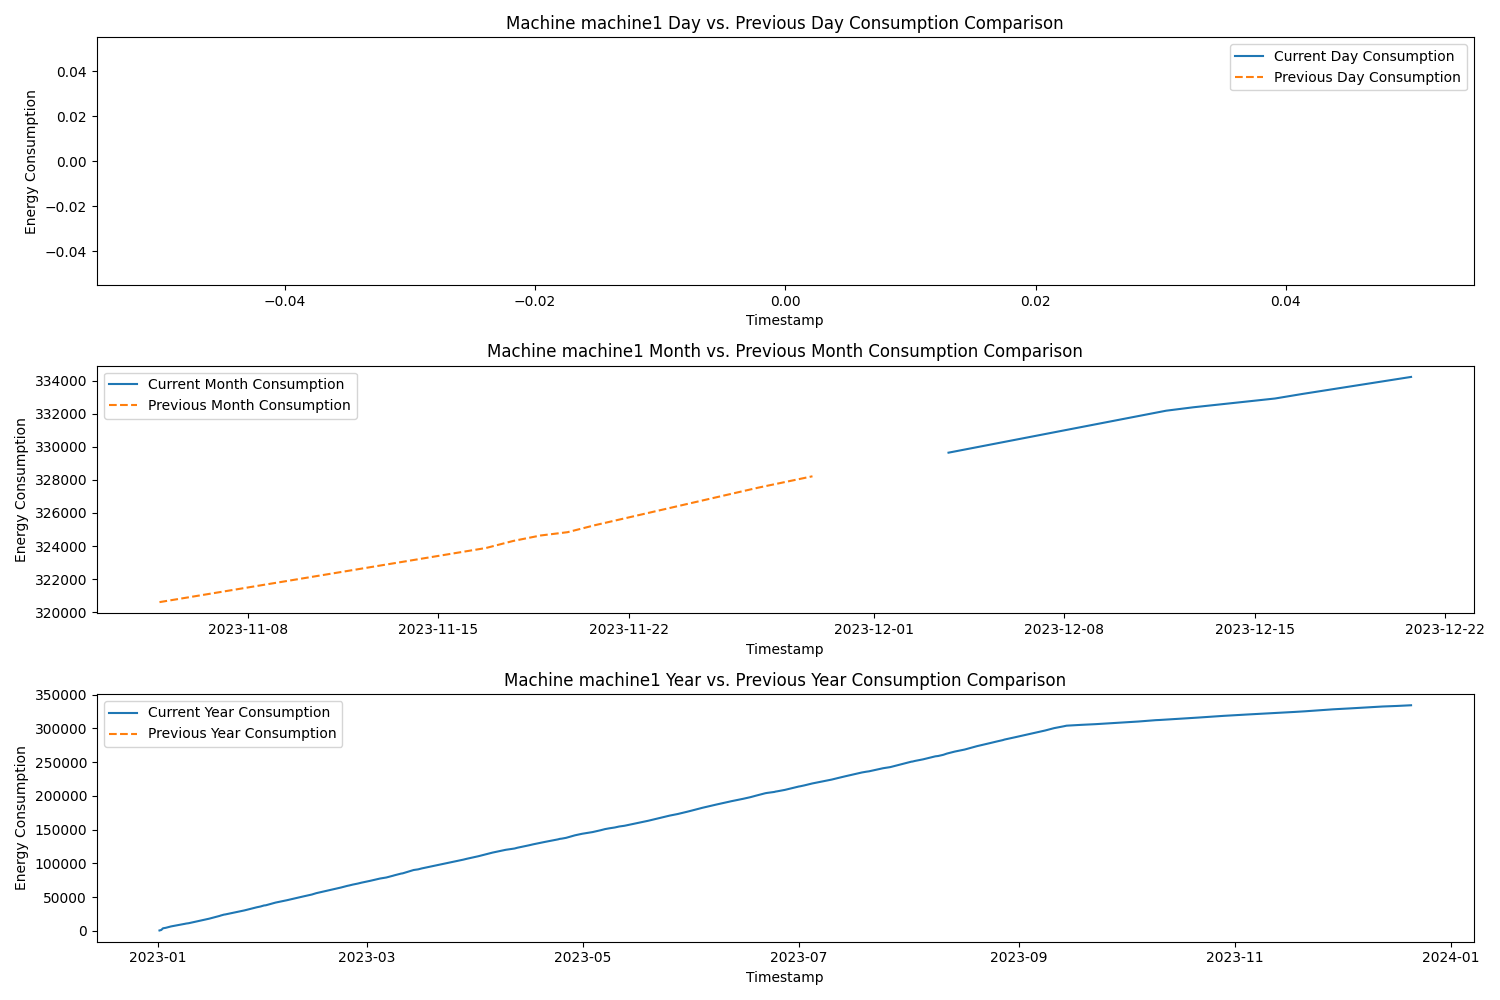 Machine machine1 Day vs. Previous Day Consumption Comparison
Energy Consumption
0.04
0.02
0.00
−0.02
−0.04
Current Day Consumption
Previous Day Consumption
−0.04 −0.02 0.00 0.02 0.04
Timestamp
Machine machine1 Month vs. Previous Month Consumption Comparison
Energy Consumption
334000
332000
330000
328000
326000
324000
322000
320000
Current Month Consumption
Previous Month Consumption
2023-11-08 2023-11-15 2023-11-22 2023-12-01 2023-12-08 2023-12-15 2023-12-22
Timestamp
Machine machine1 Year vs. Previous Year Consumption Comparison
Energy Consumption
350000
300000
250000
200000
150000
100000
50000
0
Current Year Consumption
Previous Year Consumption
2023-01 2023-03 2023-05 2023-07 2023-09 2023-11 2024-01
Timestamp